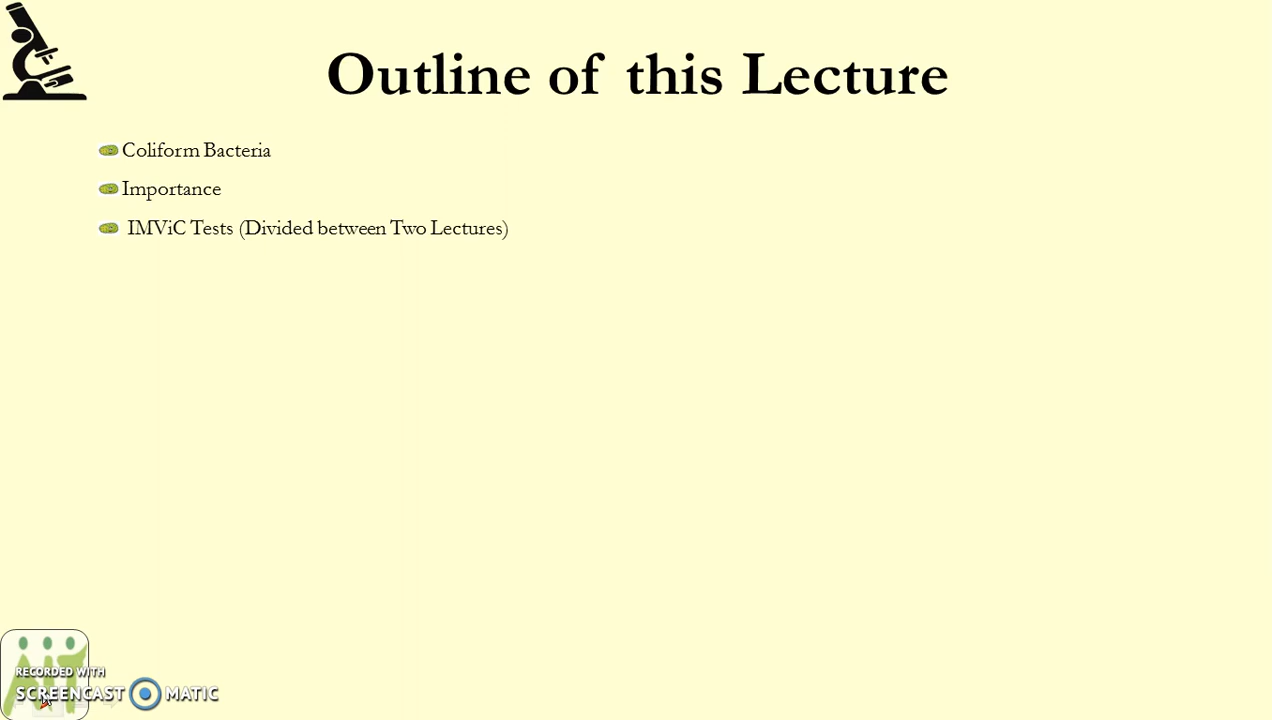 Outline of this Lecture
Coliform Bacteria
Importance
IMViC Tests (Divided between Two Lectures)
RECORDED WITH
SCREENCAST MATIC